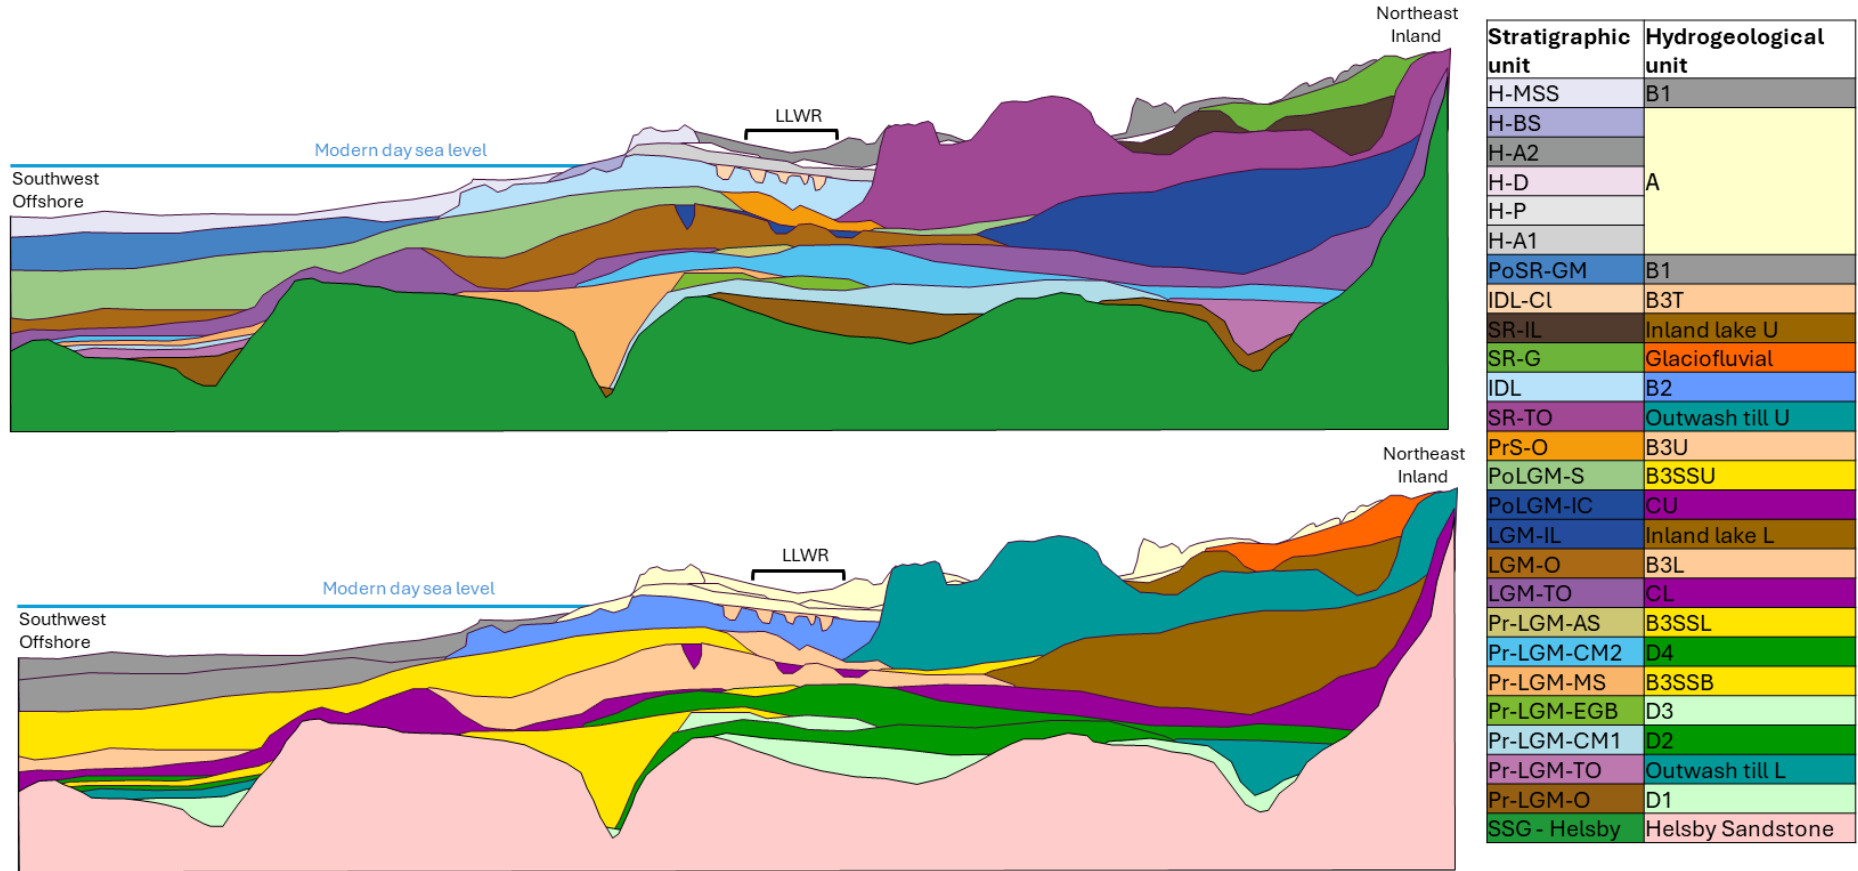 Northeast
Inland
LLWR
Modern day sea level
Southwest
Offshore
Northeast
Inland
LLWR
Modern day sea level
Southwest
Offshore
Stratigraphic unit Hydrogeological unit
H-MSS B1
H-BS
H-A2
H-D A
H-P
H-A1
PoSR-GM B1
IDL-Cl B3T
SR-IL Inland lake U
SR-G Glaciofluvial
IDL B2
SR-TO Outwash till U
PrS-O B3U
PoLGM-S B3SSU
PoLGM-IC CU
LGM-IL Inland lake L
LGM-O B3L
LGM-TO CL
Pr-LGM-AS B3SSL
Pr-LGM-CM2 D4
Pr-LGM-MS B3SSB
Pr-LGM-EGB D3
Pr-LGM-CM1 D2
Pr-LGM-TO Outwash till L
Pr-LGM-O D1
SSG - Helsby Helsby Sandstone